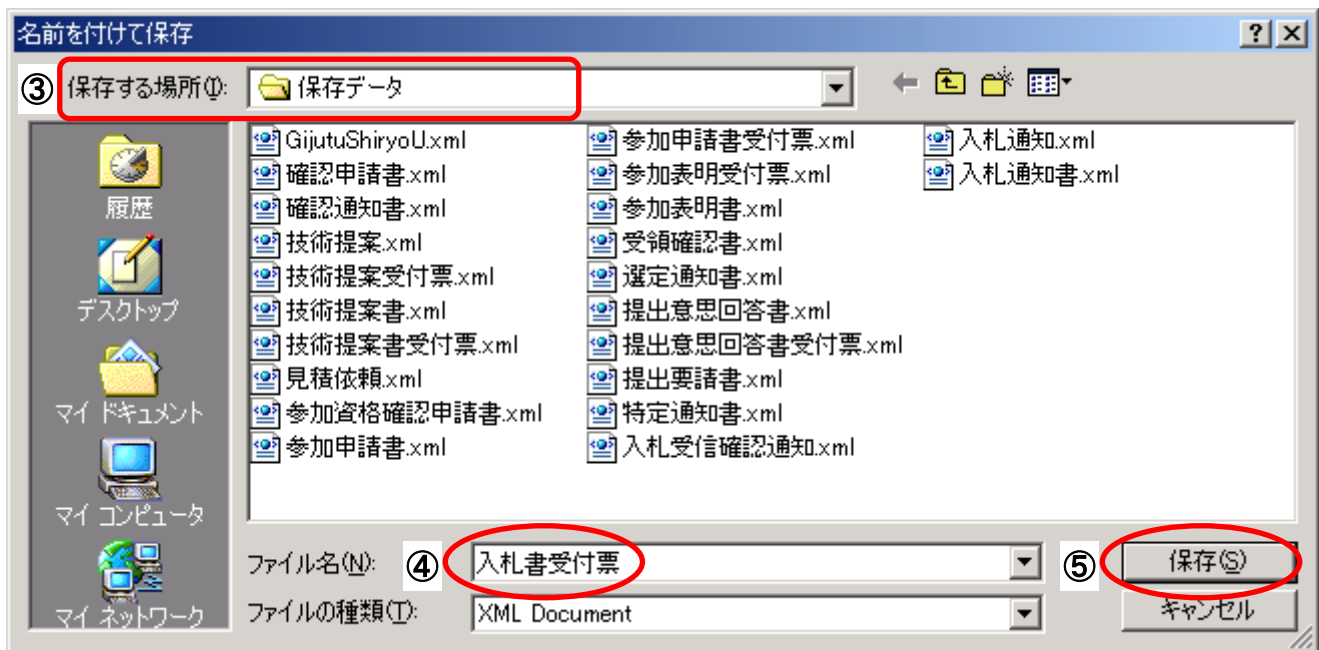 名前を付けて保存
③ 保存する場所(I): 保存データ
履歴
デスクトップ
マイ ドキュメント
マイ コンピュータ
マイ ネットワーク
GijutuShiryoU.xml
確認申請書.xml
確認通知書.xml
技術提案.xml
技術提案受付票.xml
技術提案書.xml
技術提案書受付票.xml
見積依頼.xml
参加資格確認申請書.xml
参加申請書.xml
参加申請書受付票.xml
参加表明受付票.xml
参加表明書.xml
受領確認書.xml
選定通知書.xml
提出意思回答書.xml
提出意思回答書受付票.xml
提出要請書.xml
特定通知書.xml
入札受信確認通知.xml
入札通知.xml
入札通知書.xml
ファイル名(N): ④ 入札書受付票 ⑤ 保存(S)
ファイルの種類(T): XML Document キャンセル